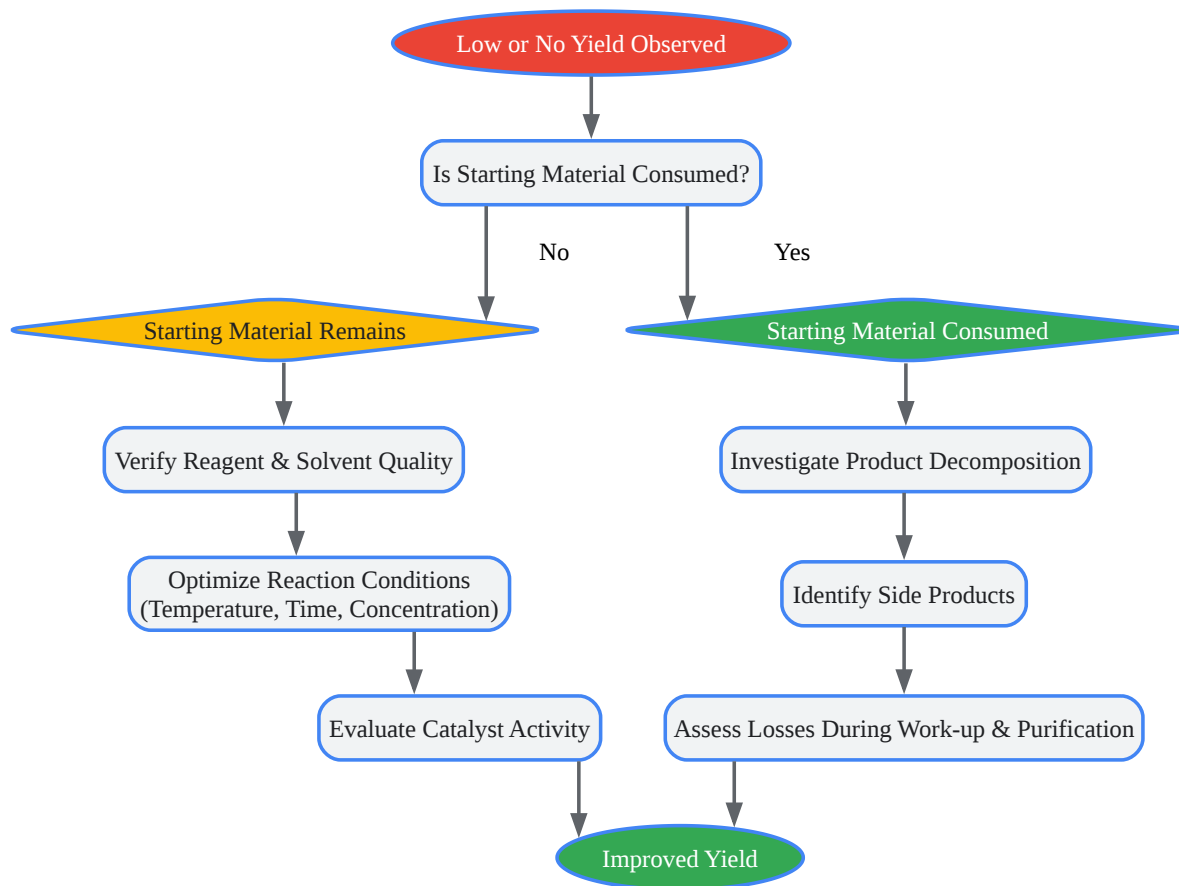 Low or No Yield Observed
Is Starting Material Consumed?
No
Yes
Starting Material Remains
Starting Material Consumed
Verify Reagent & Solvent Quality
Investigate Product Decomposition
Optimize Reaction Conditions
(Temperature, Time, Concentration)
Identify Side Products
Evaluate Catalyst Activity
Assess Losses During Work-up & Purification
Improved Yield